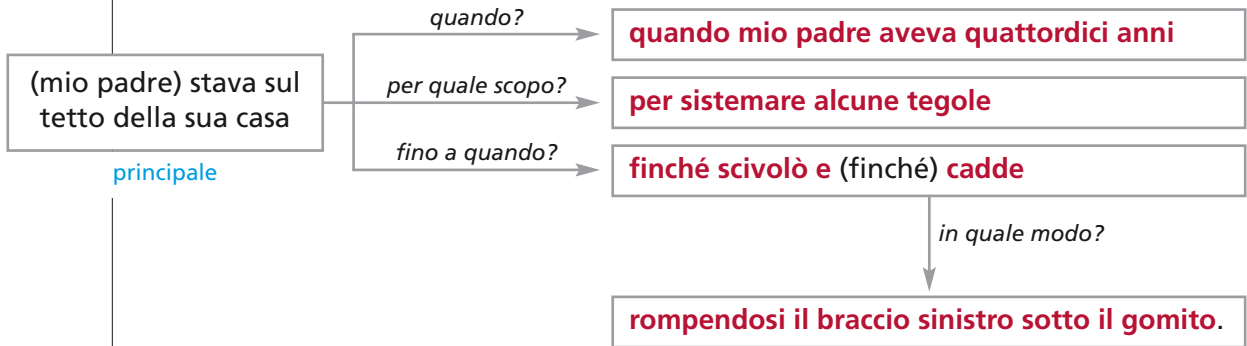 quando?
quando mio padre aveva quattordici anni
(mio padre) stava sul
tetto della sua casa
principale
per quale scopo?
per sistemare alcune tegole
fino a quando?
finché scivolò e (finché) cadde
in quale modo?
rompendosi il braccio sinistro sotto il gomito.